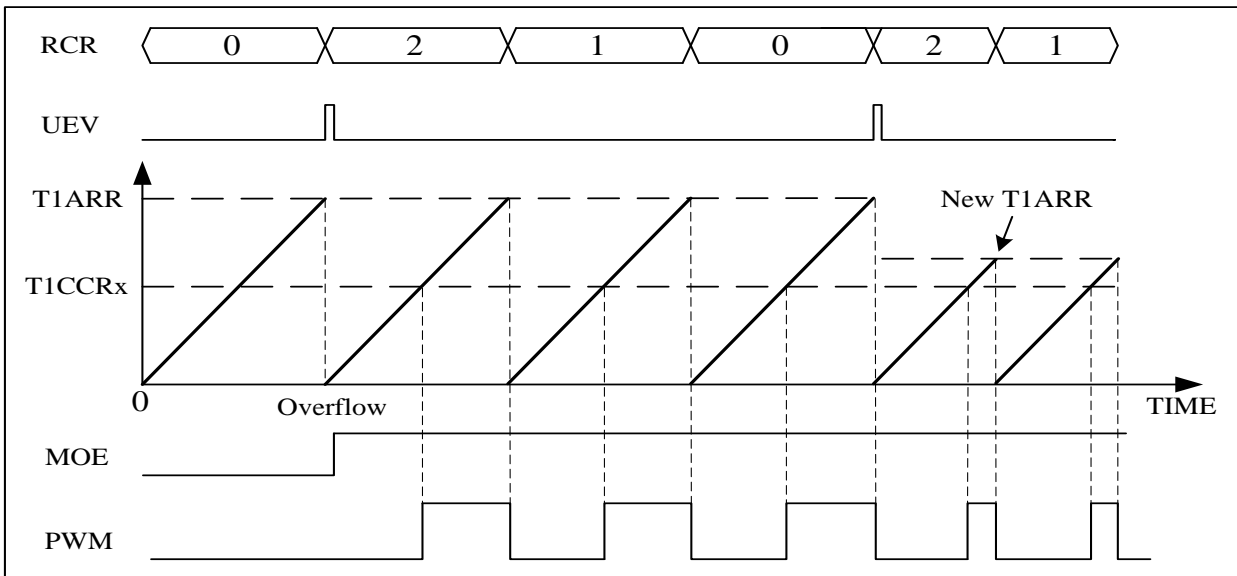 RCR 0 2 1 0 2 1
UEV
T1ARR
New T1ARR
T1CCRx
0
Overflow
TIME
MOE
PWM